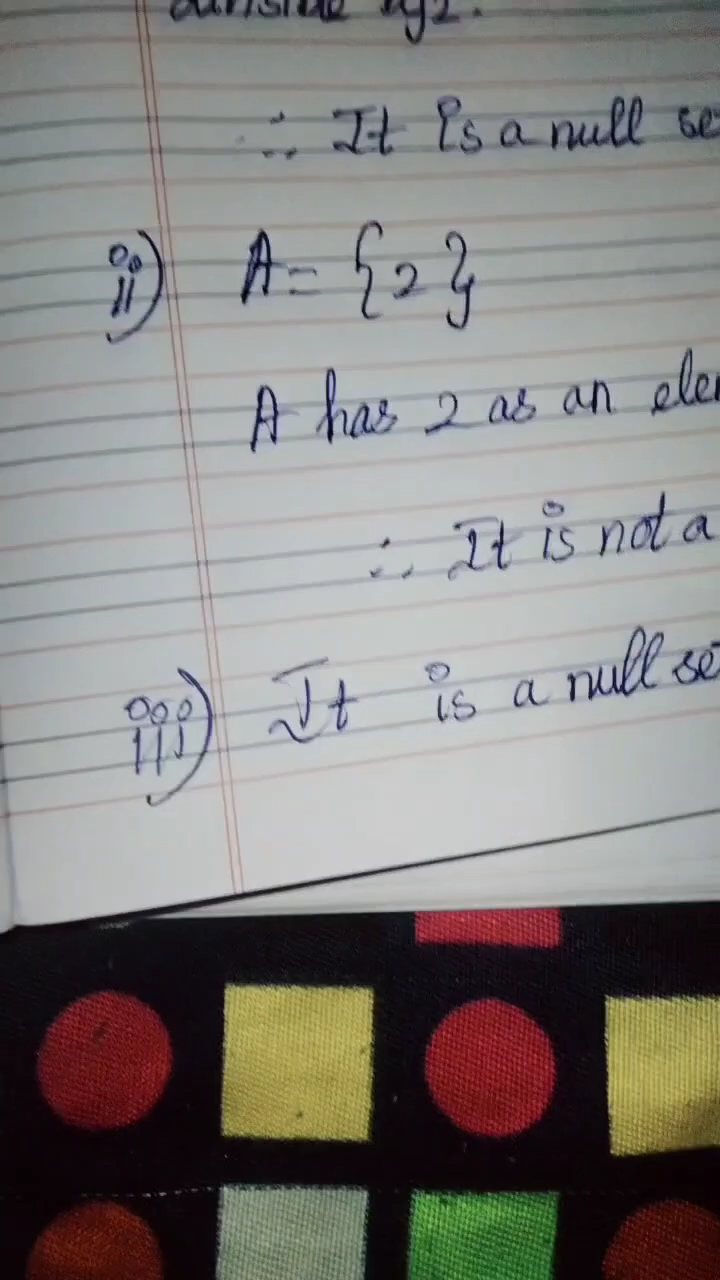 ∴ It is a null se
ii) A = {2}
A has 2 as an ele
∴ It is not a
iii) It is a null se